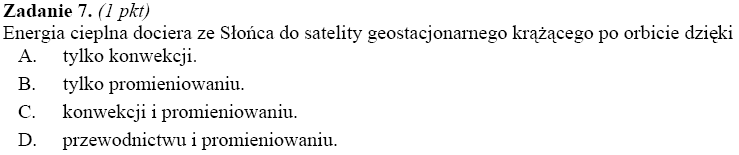 Zadanie 7. (1 pkt)
Energia cieplna dociera ze Słońca do satelity geostacjonarnego krążącego po orbicie dzięki
A. tylko konwekcji.
B. tylko promieniowaniu.
C. konwekcji i promieniowaniu.
D. przewodnictwu i promieniowaniu.